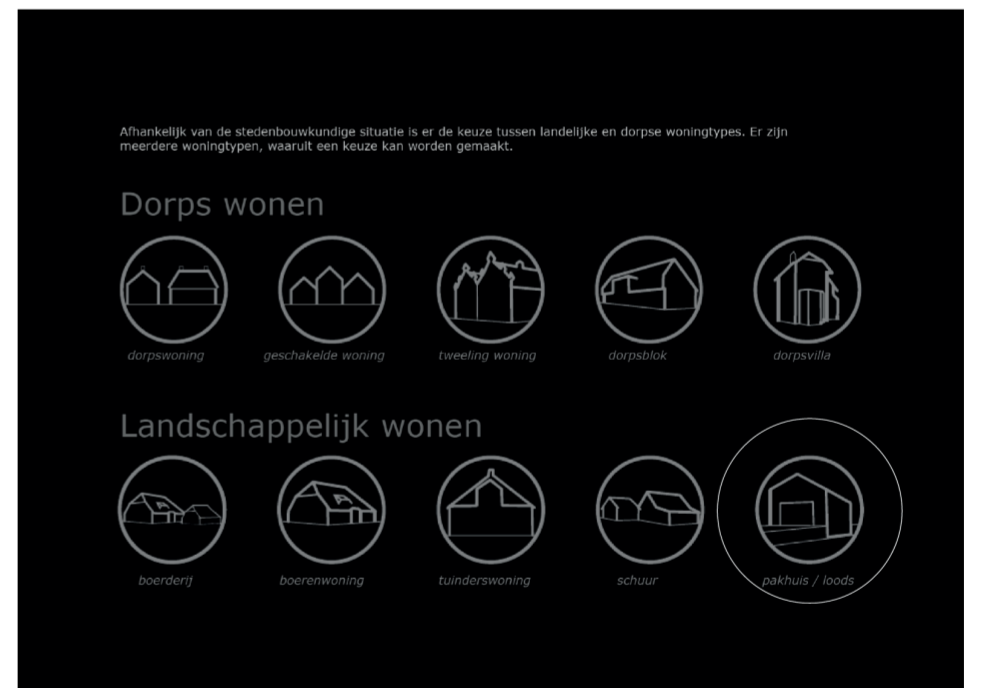 Afhankelijk van de stedenbouwkundige situatie is er de keuze tussen landelijke en dorpse woningtypes. Er zijn
meerdere woningtypen, waaruit een keuze kan worden gemaakt.
Dorps wonen
dorpswoning
geschakelde woning
tweeling woning
dorpsblok
dorpsvilla
Landschappelijk wonen
boerderij
boerenwoning
tuinderswoning
schuur
pakhuis / loods